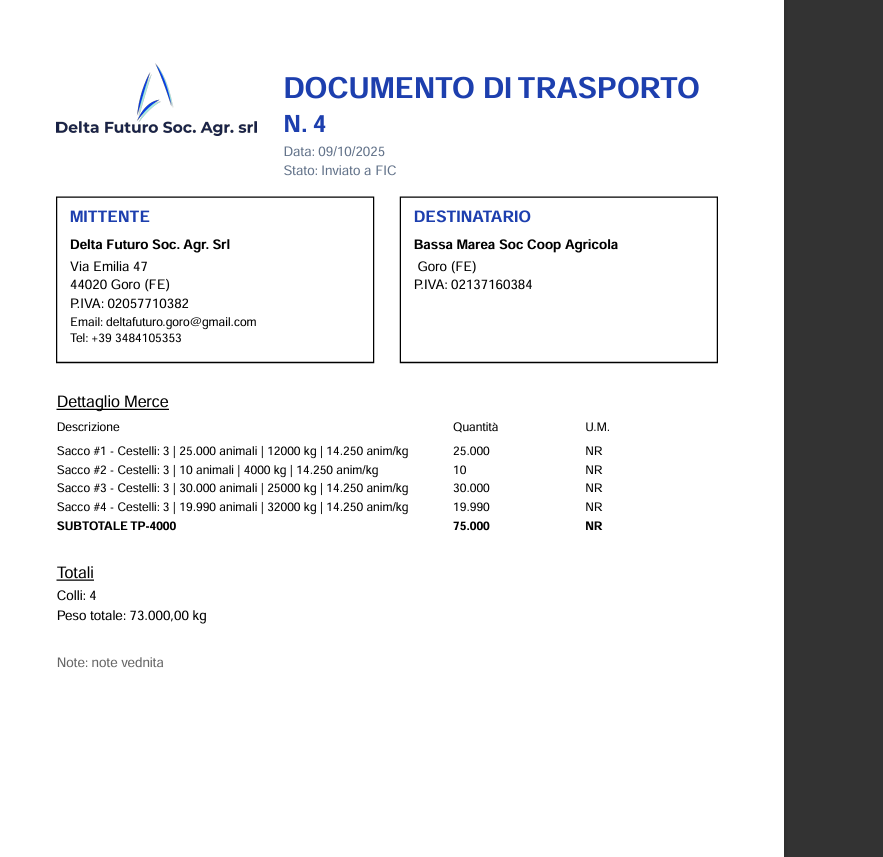 Delta Futuro Soc. Agr. srl
DOCUMENTO DI TRASPORTO
N. 4
Data: 09/10/2025
Stato: Inviato a FIC
MITTENTE
Delta Futuro Soc. Agr. Srl
Via Emilia 47
44020 Goro (FE)
P.IVA: 02057710382
Email: deltafuturo.goro@gmail.com
Tel: +39 3484105353
DESTINATARIO
Bassa Marea Soc Coop Agricola
Goro (FE)
P.IVA: 02137160384
Dettaglio Merce
Descrizione Quantità U.M.
Sacco #1 - Cestelli: 3 | 25.000 animali | 12000 kg | 14.250 anim/kg 25.000 NR
Sacco #2 - Cestelli: 3 | 10 animali | 4000 kg | 14.250 anim/kg 10 NR
Sacco #3 - Cestelli: 3 | 30.000 animali | 25000 kg | 14.250 anim/kg 30.000 NR
Sacco #4 - Cestelli: 3 | 19.990 animali | 32000 kg | 14.250 anim/kg 19.990 NR
SUBTOTALE TP-4000 75.000 NR
Totali
Colli: 4
Peso totale: 73.000,00 kg
Note: note vednita